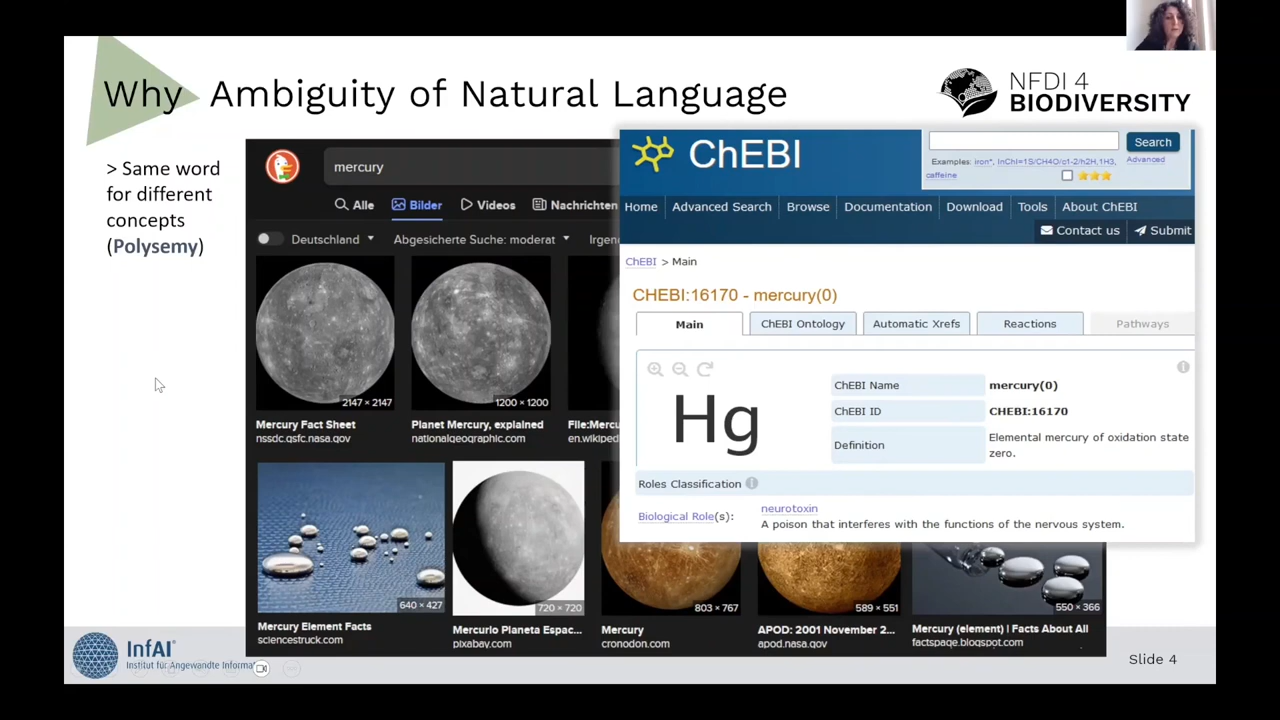 Why Ambiguity of Natural Language
NFDI 4
BIODIVERSITY
> Same word
for different
concepts
(Polysemy)
mercury
Alle Bilder Videos Nachrichten
Deutschland Abgesicherte Suche: moderat
2147 × 2147
1200 × 1200
Mercury Fact Sheet
nssdc.gsfc.nasa.gov
Planet Mercury, explained
nationalgeographic.com
File:Mercu
en.wikiped
640 × 427
720 × 720
803 × 767
589 × 551
550 × 366
Mercury Element Facts
sciencestruck.com
Mercurio Planeta Espac...
pixabay.com
Mercury
cronodon.com
APOD: 2001 November 2...
apod.nasa.gov
Mercury (element) | Facts About All
factspage.blogspot.com
ChEBI
Search
Examples: iron*, InChI=1S/CH4O/c1-2/h2H,1H3,
caffeine
Advanced
Home Advanced Search Browse Documentation Download Tools About ChEBI
Contact us Submit
ChEBI > Main
CHEBI:16170 - mercury(0)
Main ChEBI Ontology Automatic Xrefs Reactions Pathways
Hg
ChEBI Name mercury(0)
ChEBI ID CHEBI:16170
Definition Elemental mercury of oxidation state
zero.
Roles Classification
Biological Role(s): neurotoxin
A poison that interferes with the functions of the nervous system.
InfAI
Institut für Angewandte
Slide 4